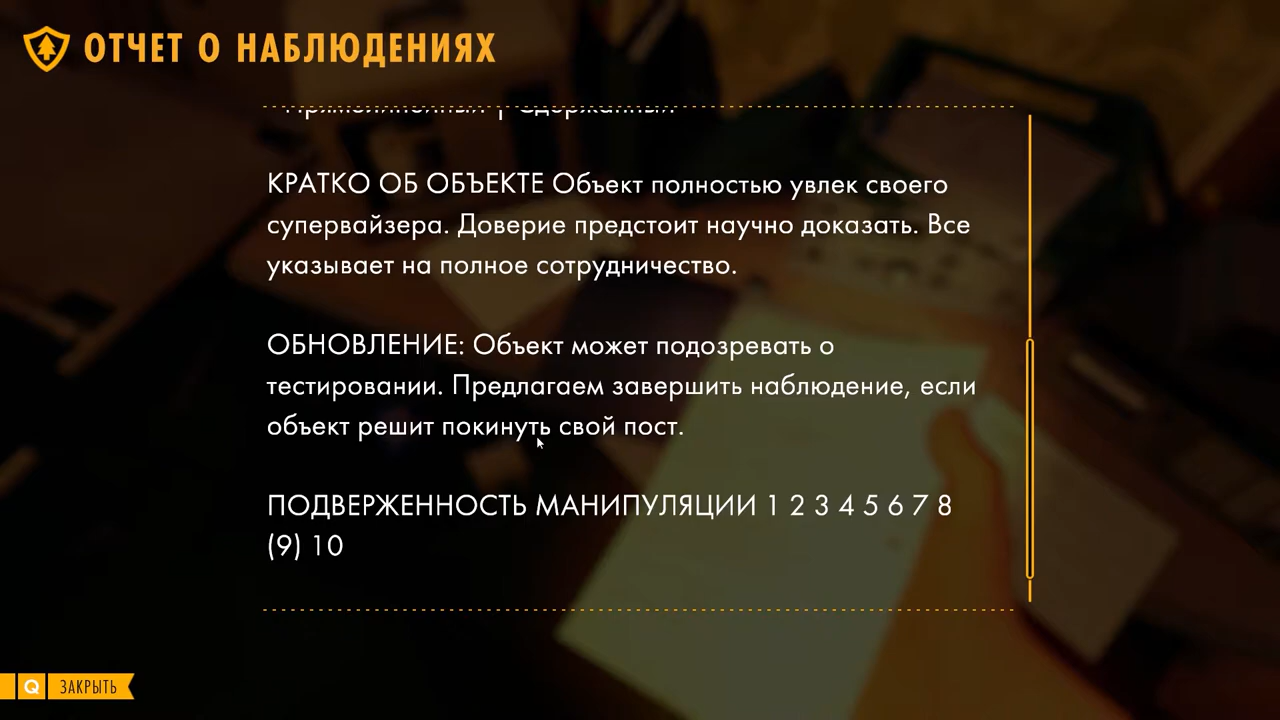 ОТЧЕТ О НАБЛЮДЕНИЯХ
КРАТКО ОБ ОБЪЕКТЕ Объект полностью увлек своего
супервайзера. Доверие предстоит научно доказать. Все
указывает на полное сотрудничество.
ОБНОВЛЕНИЕ: Объект может подозревать о
тестировании. Предлагаем завершить наблюдение, если
объект решит покинуть свой пост.
ПОДВЕРЖЕННОСТЬ МАНИПУЛЯЦИИ 1 2 3 4 5 6 7 8
(9) 10
Q ЗАКРЫТЬ